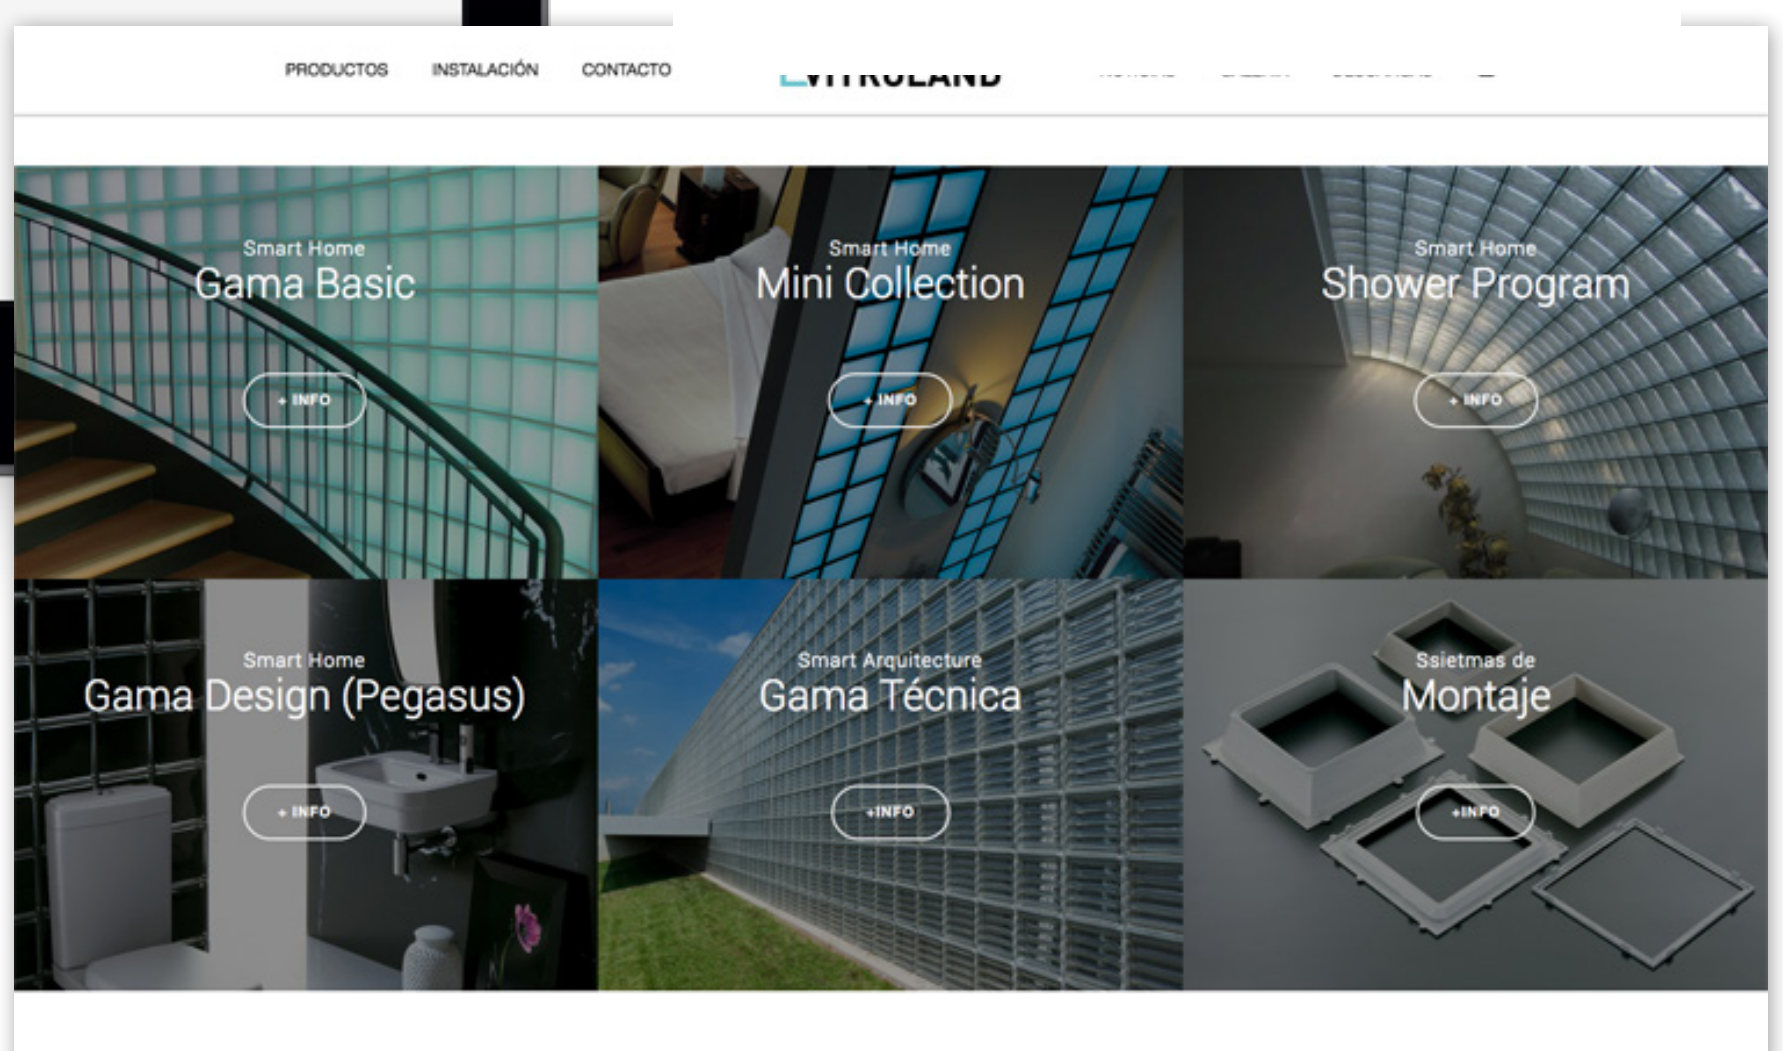 PRODUCTOS INSTALACIÓN CONTACTO VITRULAND
Smart Home
Gama Basic
+ INFO
Smart Home
Mini Collection
+ INFO
Smart Home
Shower Program
+ INFO
Smart Home
Gama Design (Pegasus)
+ INFO
Smart Arquitecture
Gama Técnica
+INFO
Ssietmas de
Montaje
+INFO